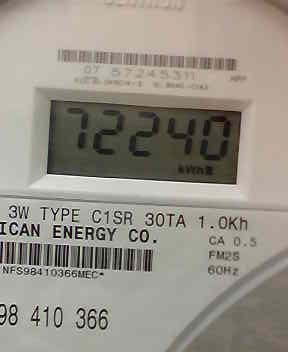 07 57245311
72240
kWh
3W TYPE C1SR 30TA 1.0Kh
ICAN ENERGY CO.
CA 0.5
FM2S
NFS98410366MEC*
60Hz
98 410 366